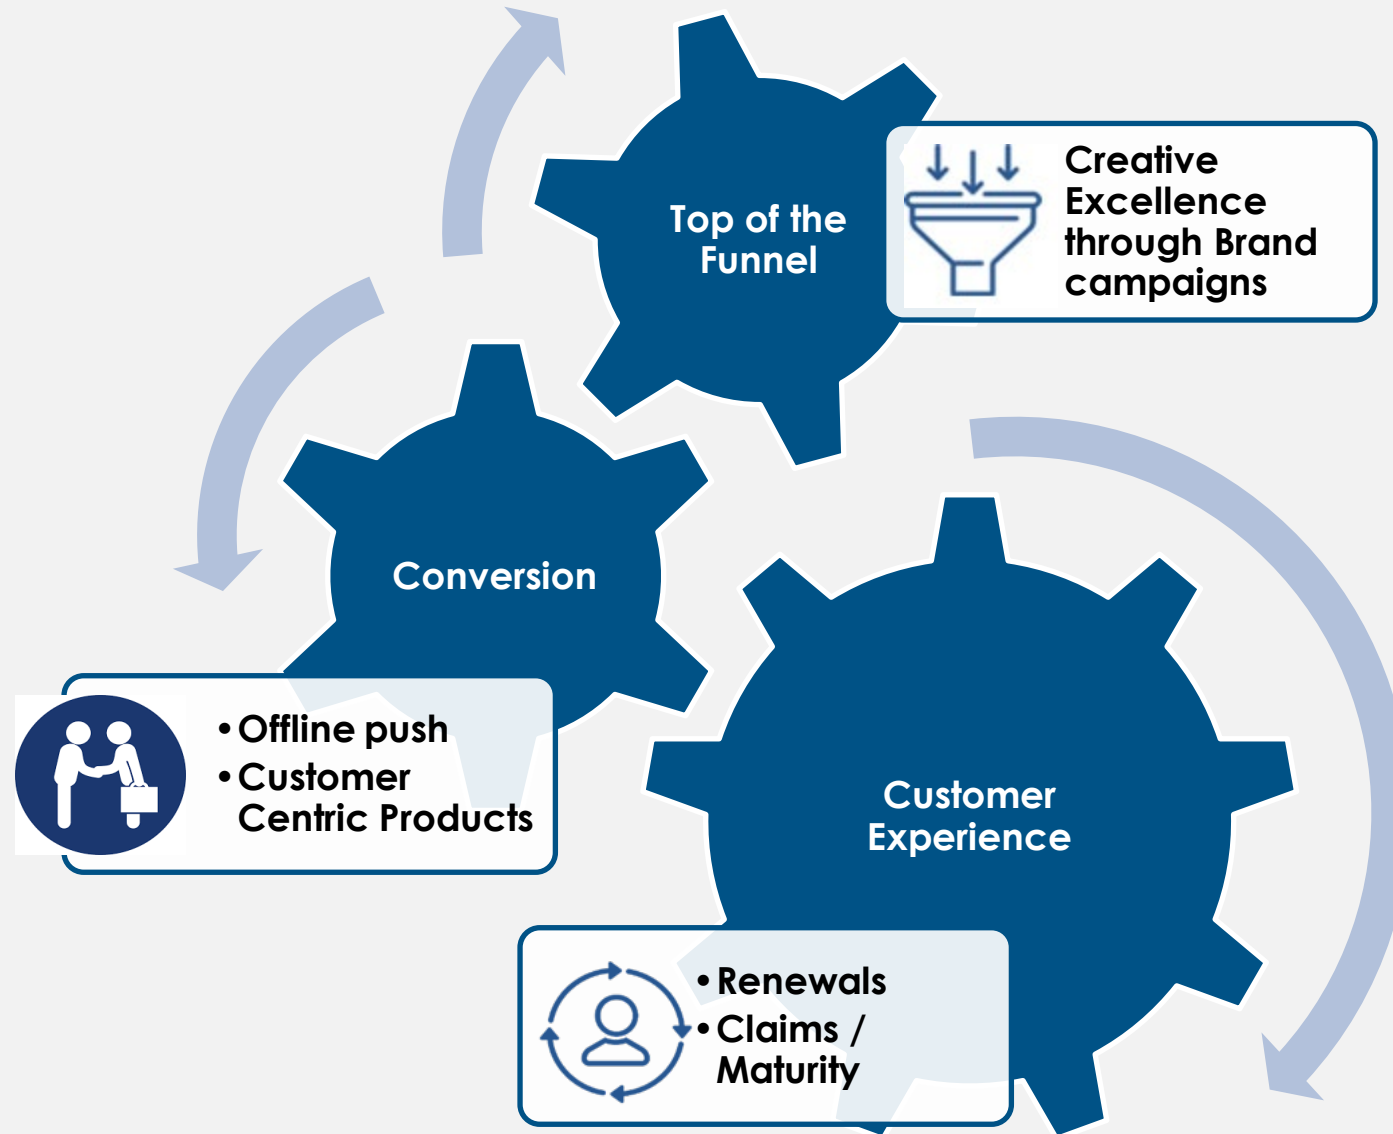 Top of the
Funnel
Creative
Excellence
through Brand
campaigns
Conversion
•Offline push
•Customer
Centric Products
Customer
Experience
•Renewals
•Claims /
Maturity